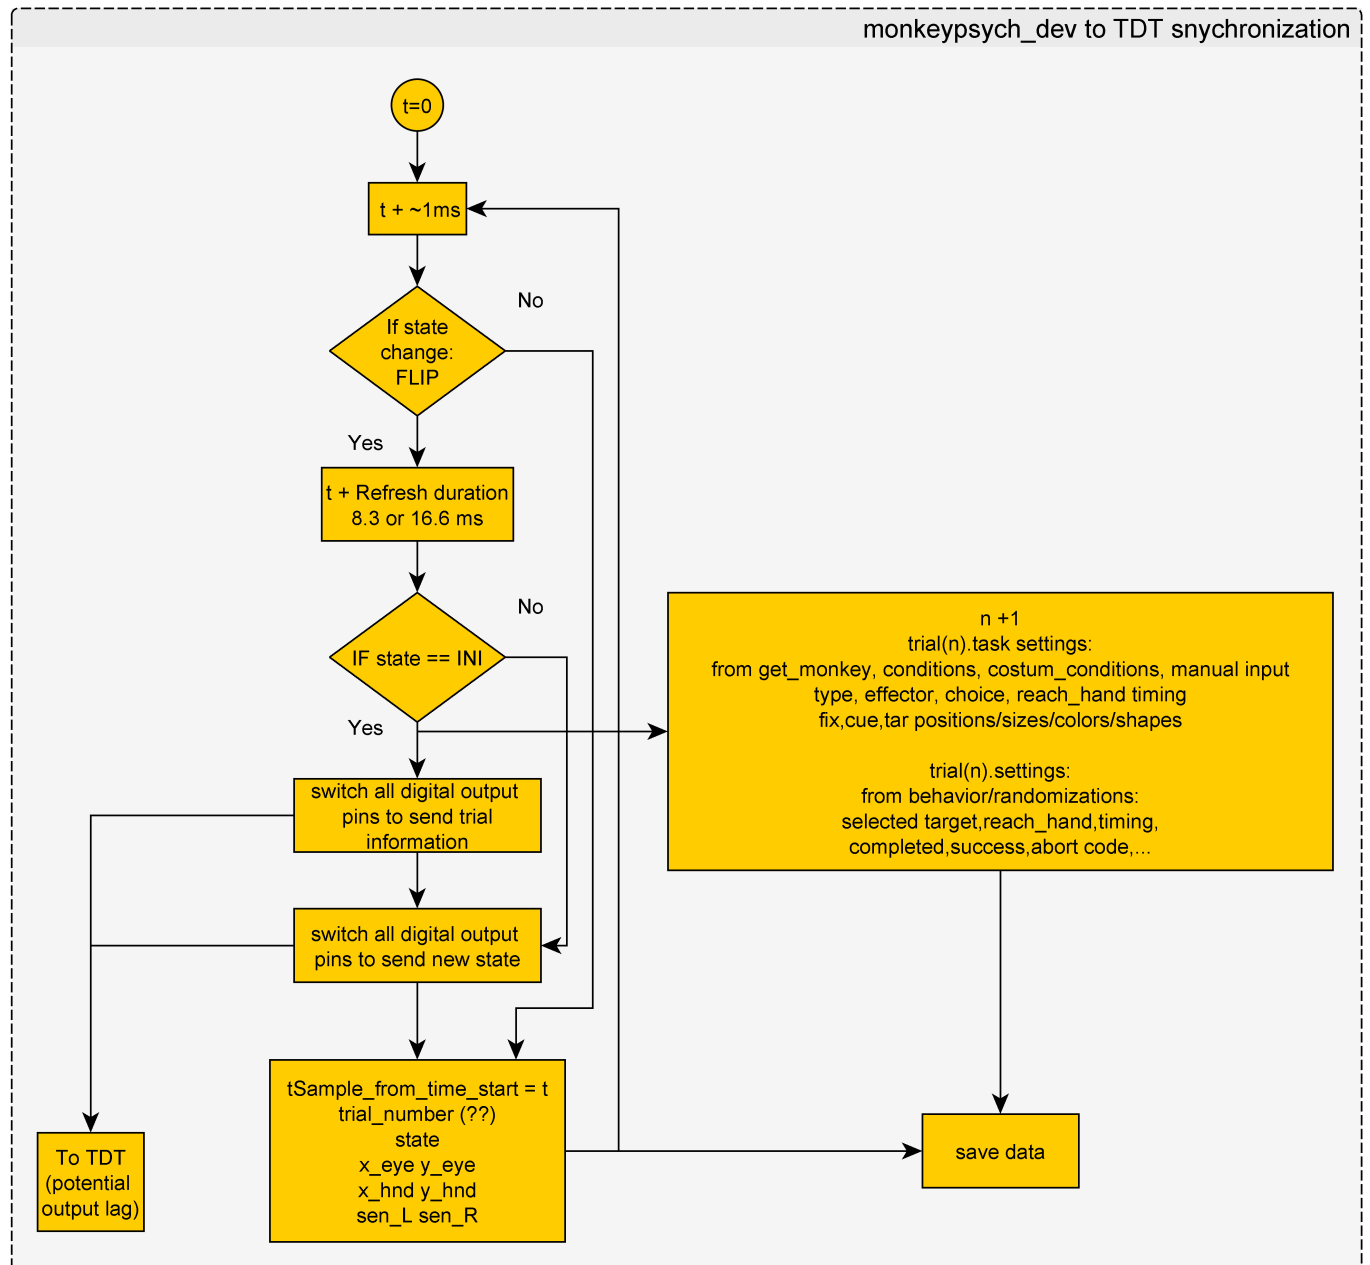 monkeypsych_dev to TDT snychronization
t=0
t + ~1ms
No
If state
change:
FLIP
Yes
t + Refresh duration
8.3 or 16.6 ms
No
IF state == INI
Yes
n +1
trial(n).task settings:
from get_monkey, conditions, costum_conditions, manual input
type, effector, choice, reach_hand timing
fix,cue,tar positions/sizes/colors/shapes
trial(n).settings:
from behavior/randomizations:
selected target,reach_hand,timing,
completed,success,abort code,...
switch all digital output
pins to send trial
information
switch all digital output
pins to send new state
tSample_from_time_start = t
trial_number (??)
state
x_eye y_eye
x_hnd y_hnd
sen_L sen_R
To TDT
(potential
output lag)
save data